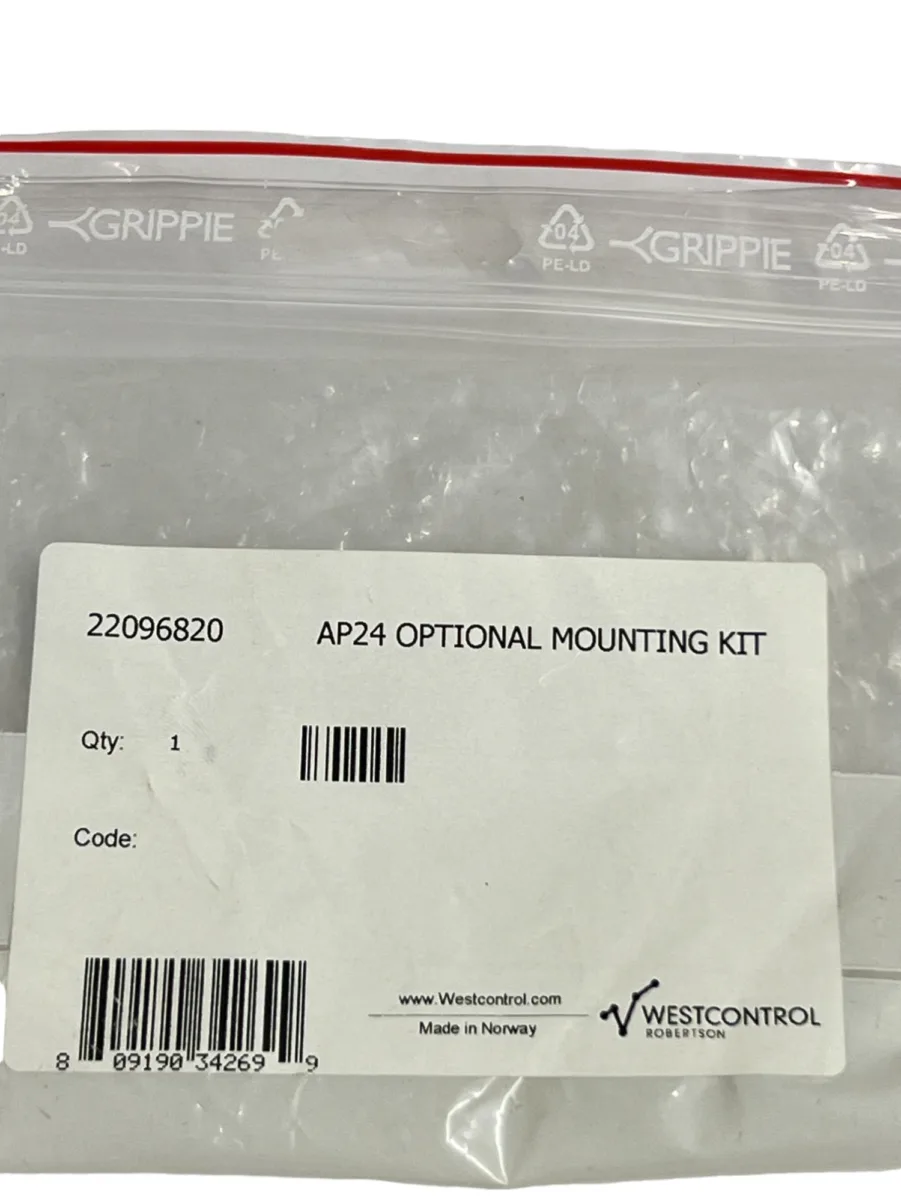 04 GRIPPIE 04 GRIPPIE 04
-LD PE PE-LD PE-LD
22096820 AP24 OPTIONAL MOUNTING KIT
Qty: 1
Code:
www.Westcontrol.com
Made in Norway
WESTCONTROL
ROBERTSON
8 09190 34269 9